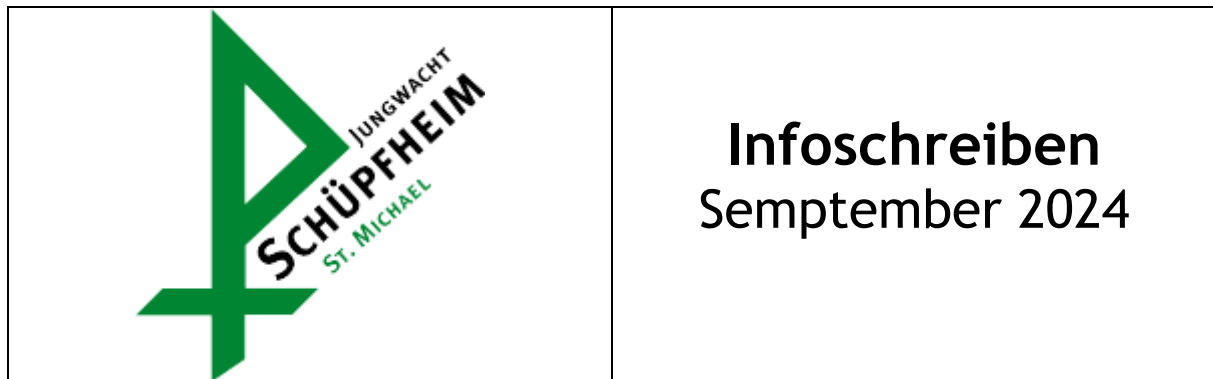 JUNGWACHT
SCHÜPFHEIM
ST. MICHAEL
Infoschreiben
Semptember 2024